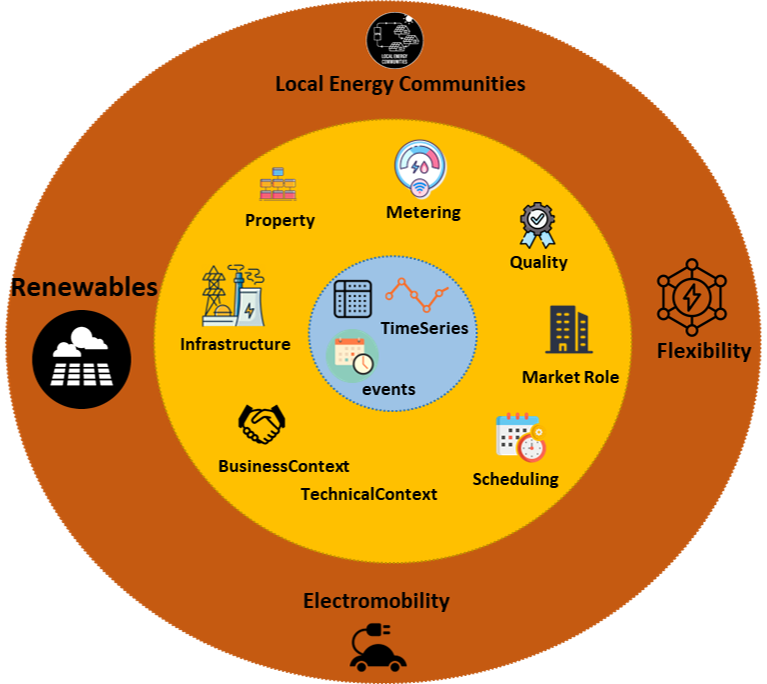 LOCAL ENERGY
COMMUNITIES
Local Energy Communities
Property
Metering
Quality
Renewables
Infrastructure
TimeSeries
events
Market Role
Flexibility
BusinessContext
TechnicalContext
Scheduling
Electromobility